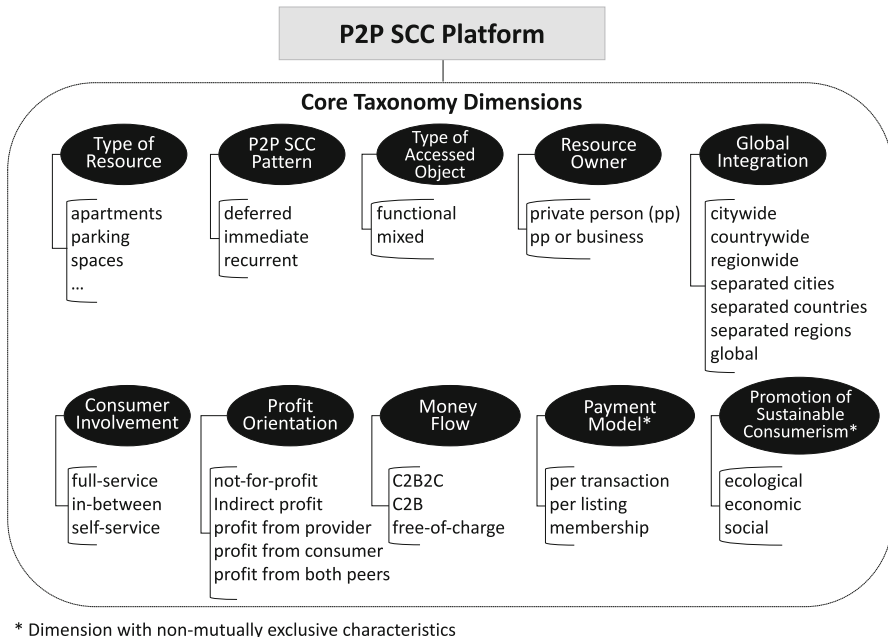 P2P SCC Platform
Core Taxonomy Dimensions
Type of
Resource
apartments
parking
spaces
...
P2P SCC
Pattern
deferred
immediate
recurrent
Type of
Accessed
Object
functional
mixed
Resource
Owner
private person (pp)
pp or business
Global
Integration
citywide
countrywide
regionwide
separated cities
separated countries
separated regions
global
Consumer
Involvement
full-service
in-between
self-service
Profit
Orientation
not-for-profit
Indirect profit
profit from provider
profit from consumer
profit from both peers
Money
Flow
C2B2C
C2B
free-of-charge
Payment
Model*
per transaction
per listing
membership
Promotion of
Sustainable
Consumerism*
ecological
economic
social
* Dimension with non-mutually exclusive characteristics